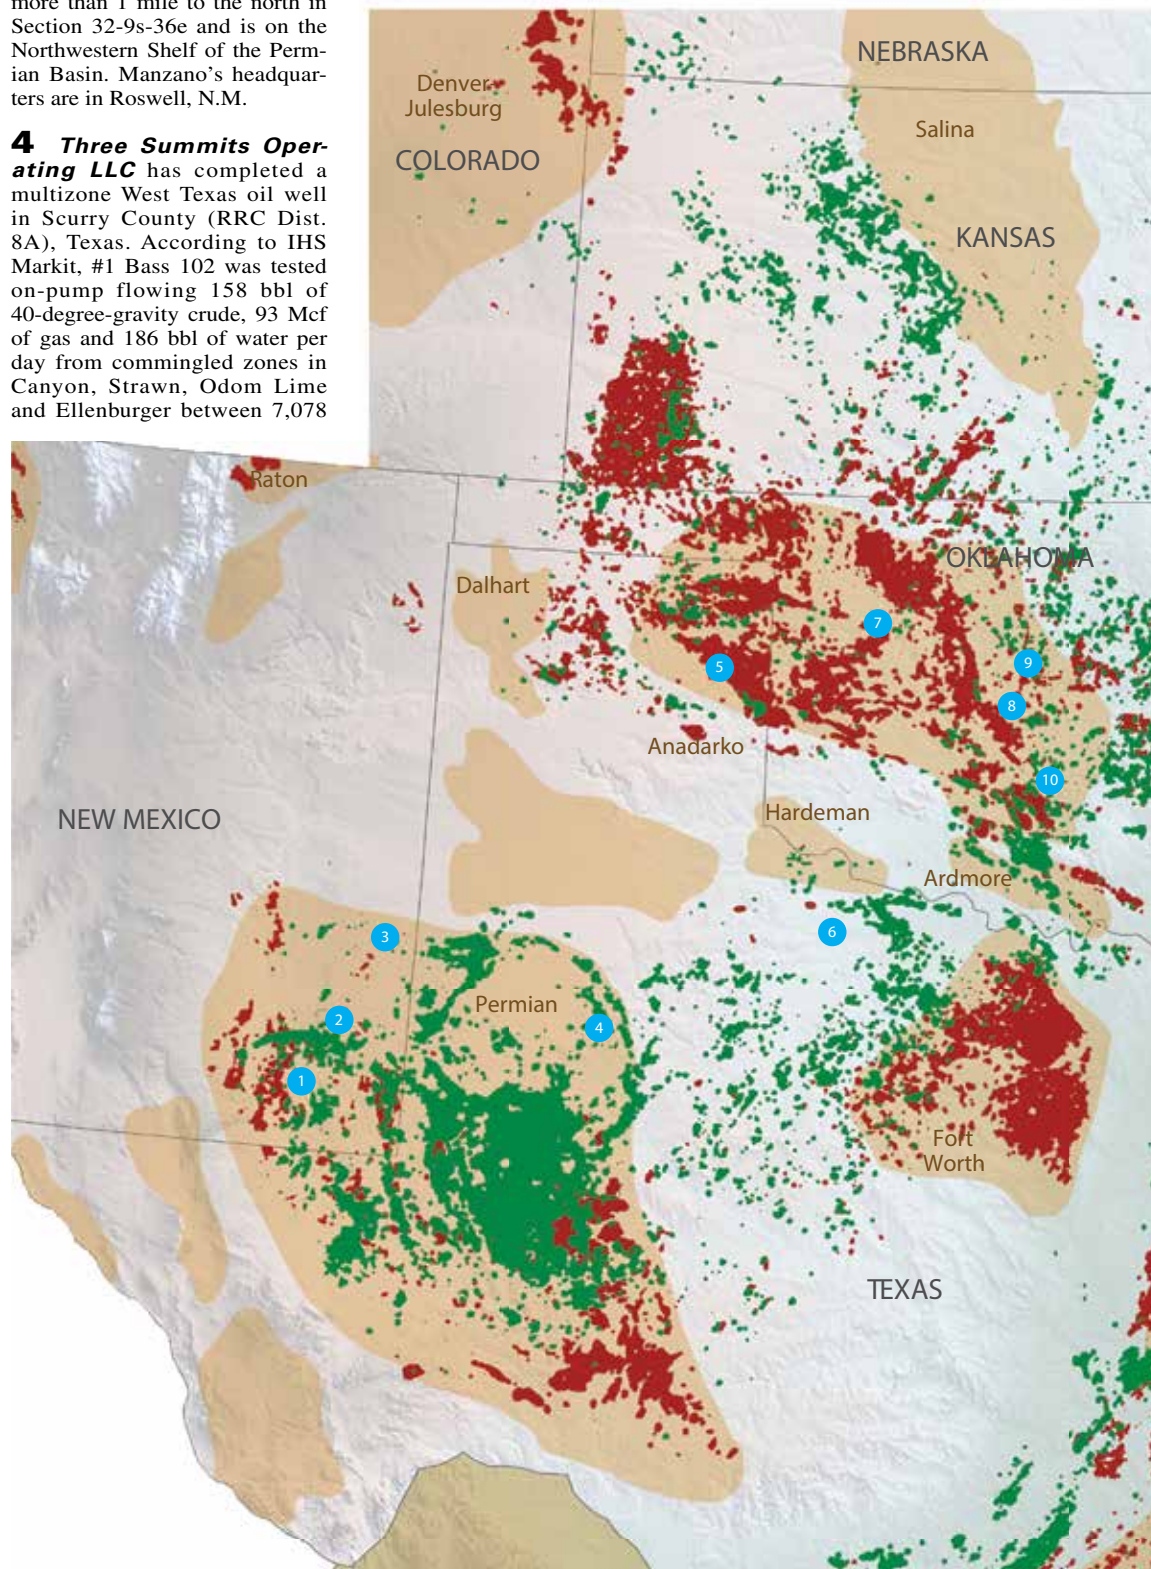 more than 1 mile to the north in
Section 32-9s-36e and is on the
Northwestern Shelf of the Perm-
ian Basin. Manzano's headquar-
ters are in Roswell, N.M.
4 Three Summits Oper-
ating LLC has completed a
multizone West Texas oil well
in Scurry County (RRC Dist.
8A), Texas. According to IHS
Markit, #1 Bass 102 was tested
on-pump flowing 158 bbl of
40-degree-gravity crude, 93 Mcf
of gas and 186 bbl of water per
day from commingled zones in
Canyon, Strawn, Odom Lime
and Ellenburger between 7,078
NEBRASKA
Denver-
Julesburg
Salina
COLORADO
KANSAS
Raton
OKLAHOMA
Dalhart
7
9
5
8
Anadarko
10
NEW MEXICO
Hardeman
Ardmore
3
6
Permian
2
4
1
Fort
Worth
TEXAS